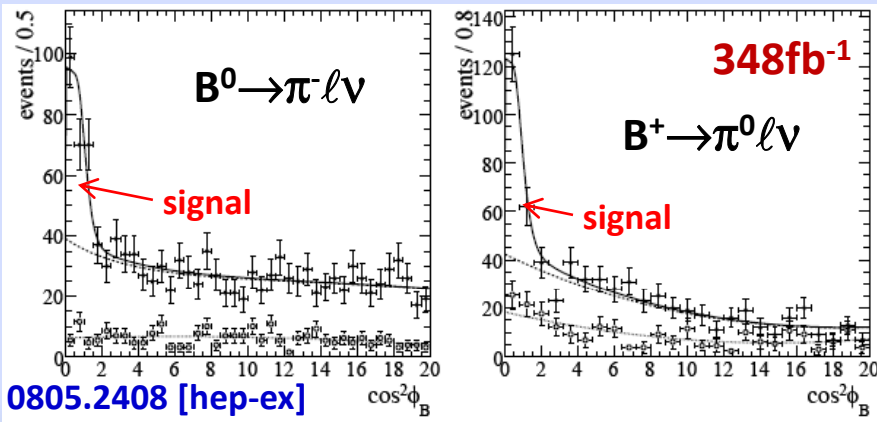 events / 0.5
100
80
60
40
20
0
B⁰→π⁻ℓν
signal
0 2 4 6 8 10 12 14 16 18 20
cos²ϕ_B
events / 0.8
140
120
100
80
60
40
20
0
348fb⁻¹
B⁺→π⁰ℓν
signal
0 2 4 6 8 10 12 14 16 18 20
cos²ϕ_B
0805.2408 [hep-ex]